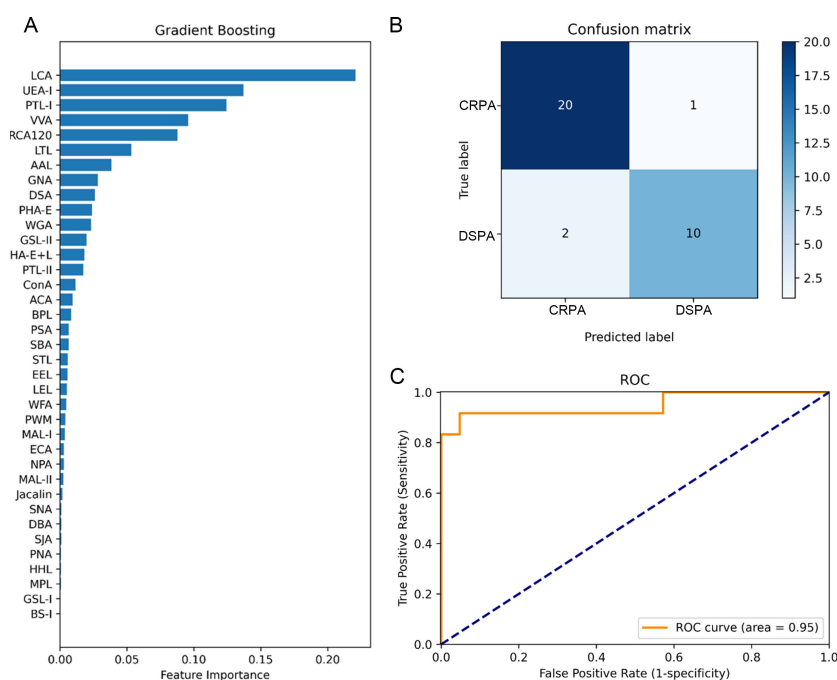 A
Gradient Boosting
LCA
UEA-I
PTL-I
VVA
RCA120
LTL
AAL
GNA
DSA
PHA-E
WGA
GSL-II
HA-E+L
PTL-II
ConA
ACA
BPL
PSA
SBA
STL
EEL
LEL
WFA
PWM
MAL-I
ECA
NPA
MAL-II
Jacalin
SNA
DBA
SJA
PNA
HHL
MPL
GSL-I
BS-I
0.00 0.05 0.10 0.15 0.20
Feature Importance
B
Confusion matrix
True label
CRPA 20 1
DSPA 2 10
CRPA DSPA
Predicted label
20.0
17.5
15.0
12.5
10.0
7.5
5.0
2.5
C
ROC
True Positive Rate (Sensitivity)
1.0
0.8
0.6
0.4
0.2
0.0
ROC curve (area = 0.95)
0.0 0.2 0.4 0.6 0.8 1.0
False Positive Rate (1-specificity)